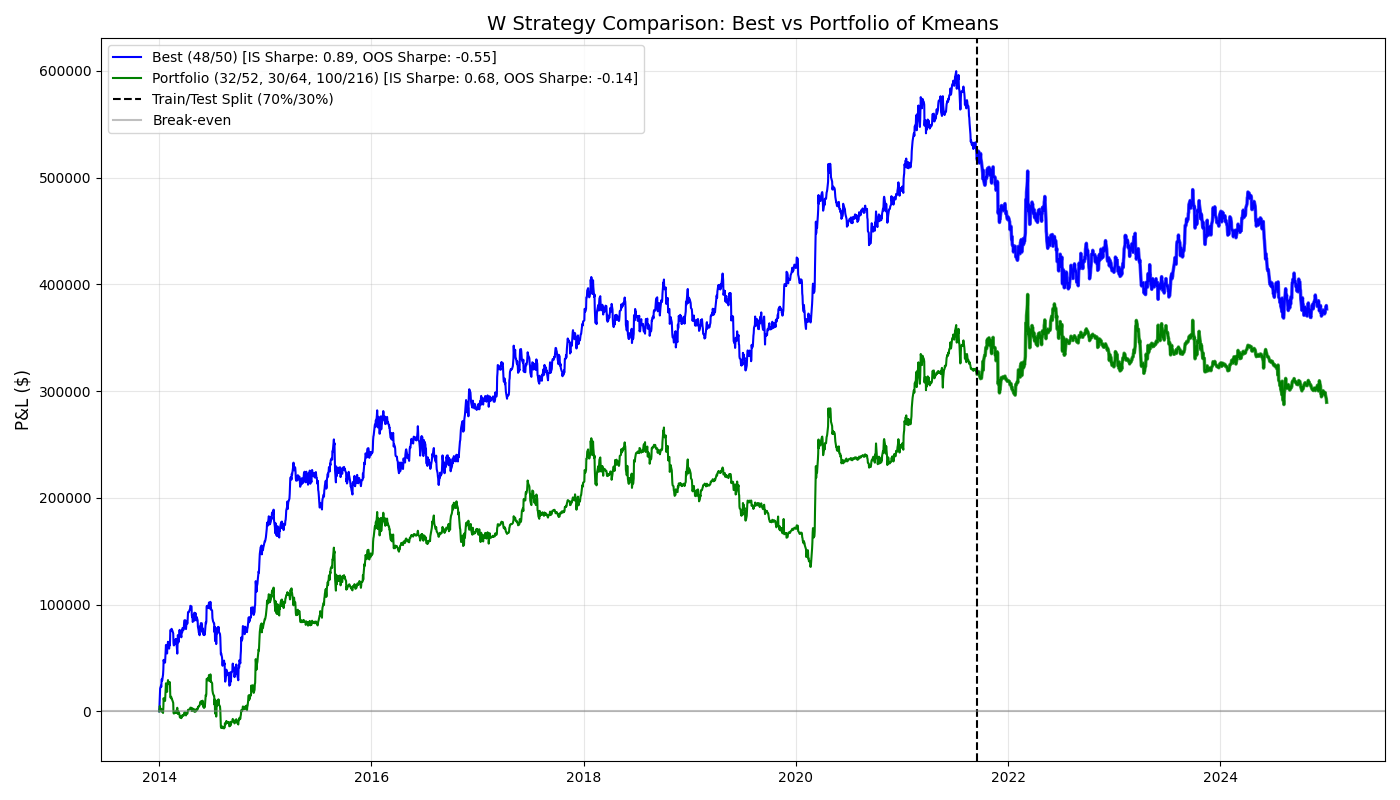 W Strategy Comparison: Best vs Portfolio of Kmeans
Best (48/50) [IS Sharpe: 0.89, OOS Sharpe: -0.55]
Portfolio (32/52, 30/64, 100/216) [IS Sharpe: 0.68, OOS Sharpe: -0.14]
Train/Test Split (70%/30%)
Break-even
P&L ($)
600000
500000
400000
300000
200000
100000
0
2014
2016
2018
2020
2022
2024